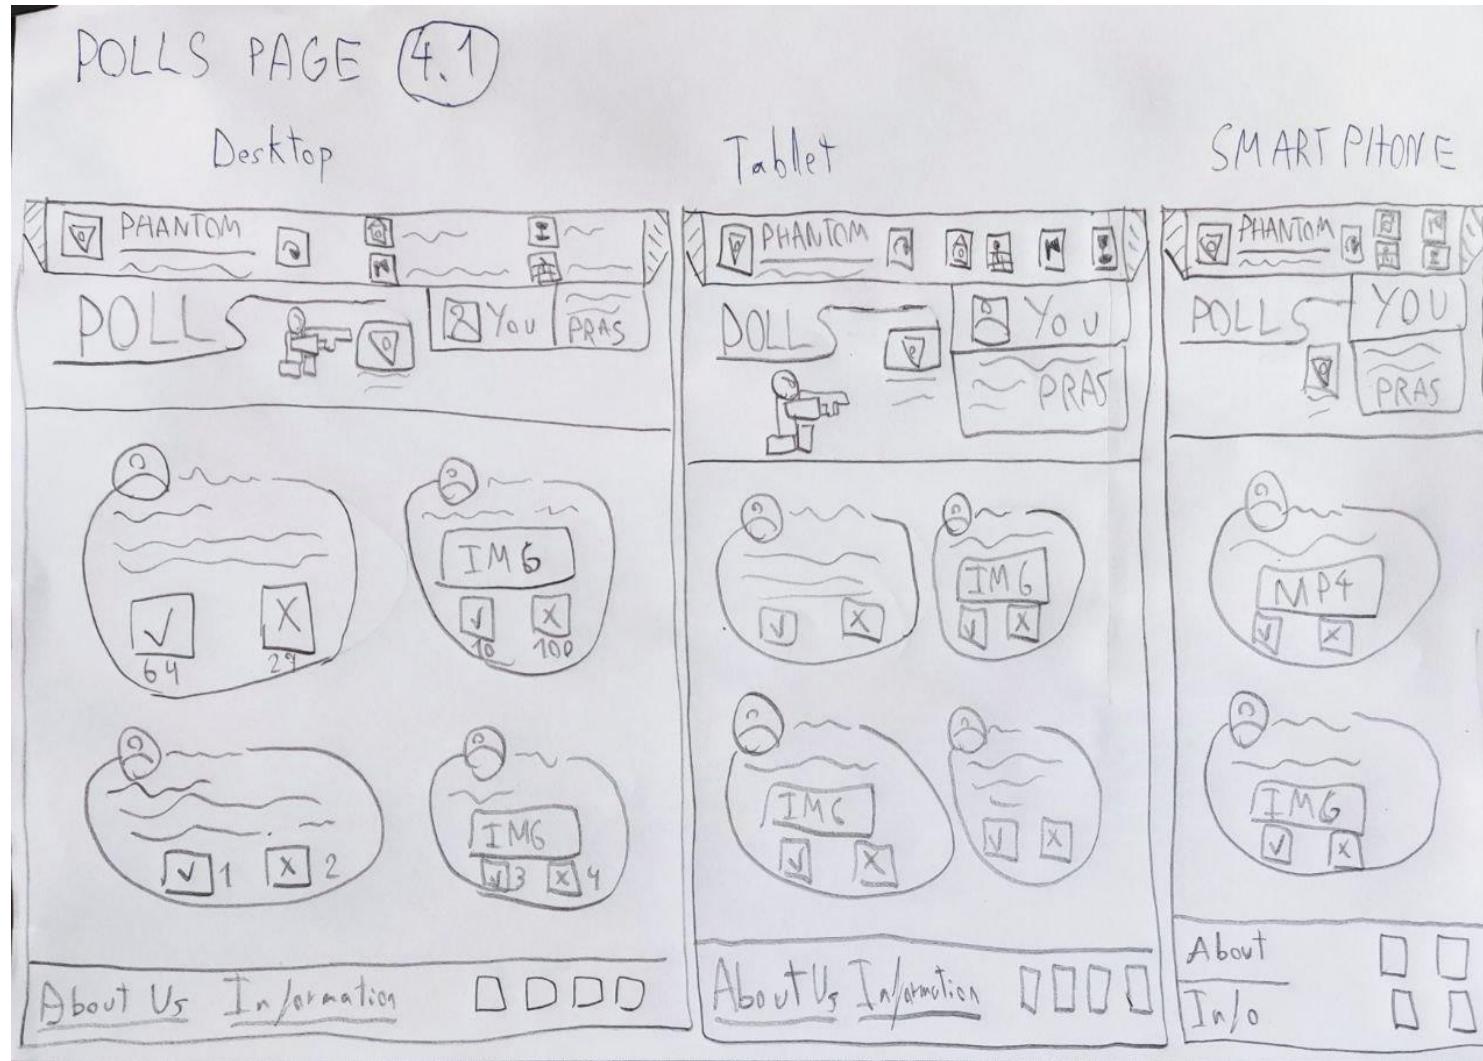 POLLS PAGE 4.1
Desktop
PHANTOM
POLLS
YOU
PRAS
IMG
64
27
10
100
1
2
IMG
3
4
About Us Information
Tabllet
PHANTOM
POLLS
YOU
PRAS
IMG
IMG
About Us Information
SMARTPHONE
PHANTOM
POLLS
YOU
PRAS
MP4
IMG
About
Info